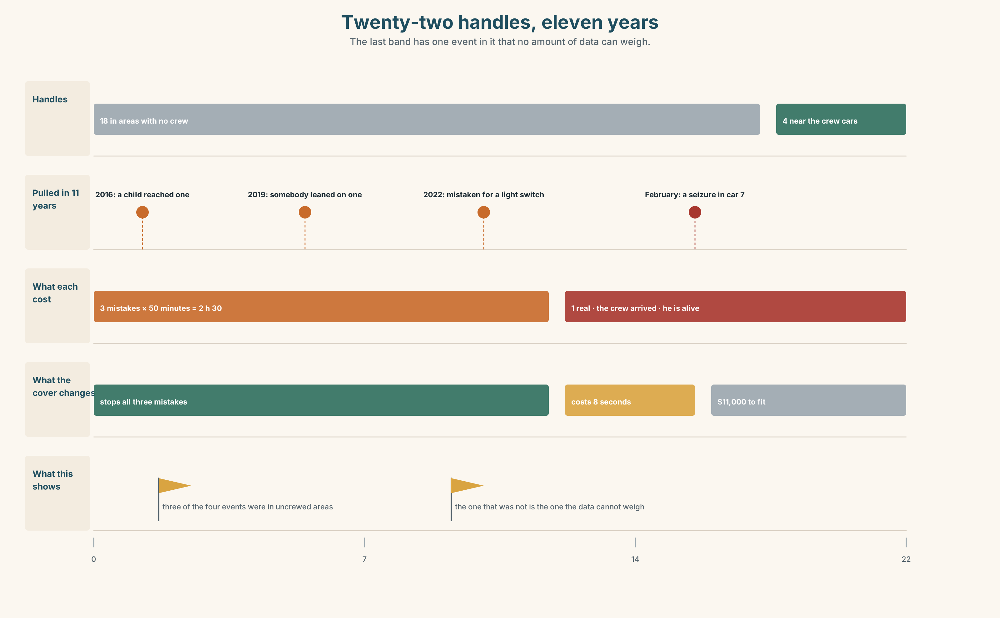 Twenty-two handles, eleven years
The last band has one event in it that no amount of data can weigh.
Handles
18 in areas with no crew
4 near the crew cars
Pulled in 11
years
2016: a child reached one
2019: somebody leaned on one
2022: mistaken for a light switch
February: a seizure in car 7
What each
cost
3 mistakes × 50 minutes = 2 h 30
1 real · the crew arrived · he is alive
What the
cover changes
stops all three mistakes
costs 8 seconds
$11,000 to fit
What this
shows
three of the four events were in uncrewed areas
the one that was not is the one the data cannot weigh
0
7
14
22